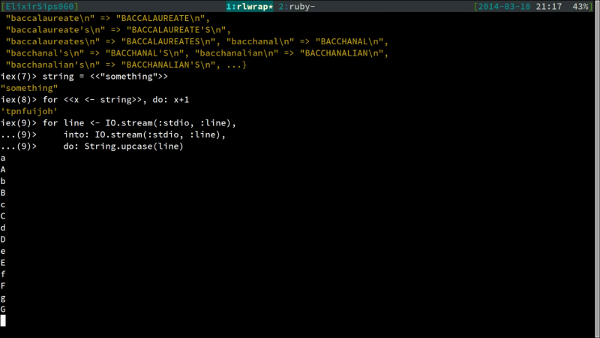 [ElixirSips060] 1:rlwrap* 2:ruby- [2014-03-10 21:17 43%]
"baccalaureate\n" => "BACCALAUREATE\n",
"baccalaureate's\n" => "BACCALAUREATE'S\n",
"baccalaureates\n" => "BACCALAUREATES\n", "bacchanal\n" => "BACCHANAL\n",
"bacchanal's\n" => "BACCHANAL'S\n", "bacchanalian\n" => "BACCHANALIAN\n",
"bacchanalian's\n" => "BACCHANALIAN'S\n", ...}
iex(7)> string = <<"something">>
"something"
iex(8)> for <<x <- string>>, do: x+1
'tpnfuijoh'
iex(9)> for line <- IO.stream(:stdio, :line),
...(9)>     into: IO.stream(:stdio, :line),
...(9)>     do: String.upcase(line)
a
A
b
B
c
C
d
D
e
E
f
F
g
G